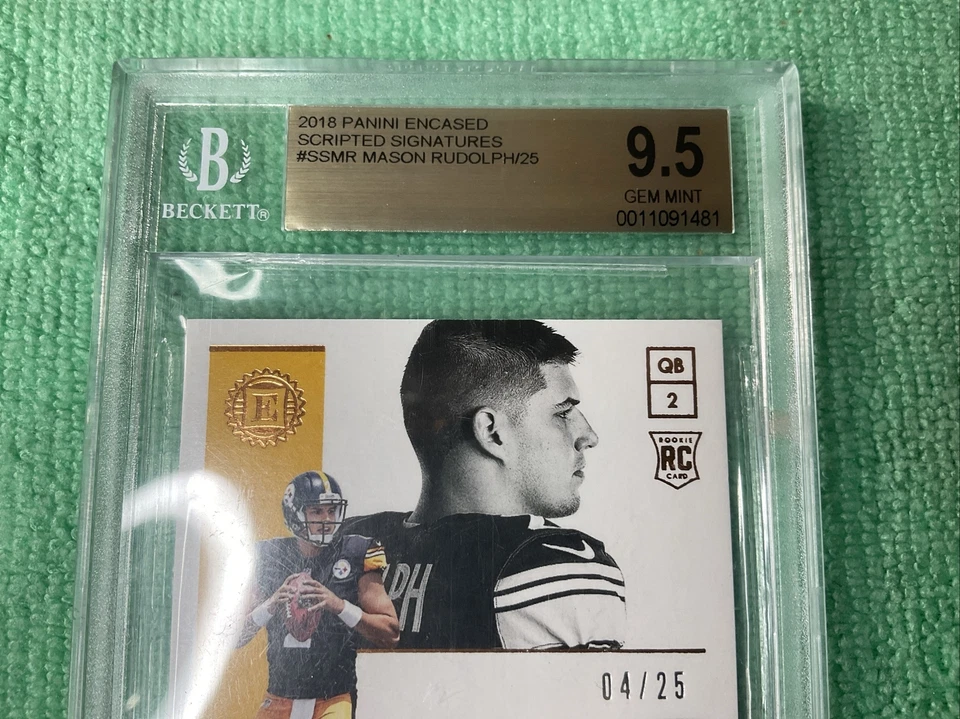 B
BECKETT®
2018 PANINI ENCASED
SCRIPTED SIGNATURES
#SSMR MASON RUDOLPH/25
9.5
GEM MINT
0011091481
E
QB
2
ROOKIE
RC
CARD
PH
2
04/25